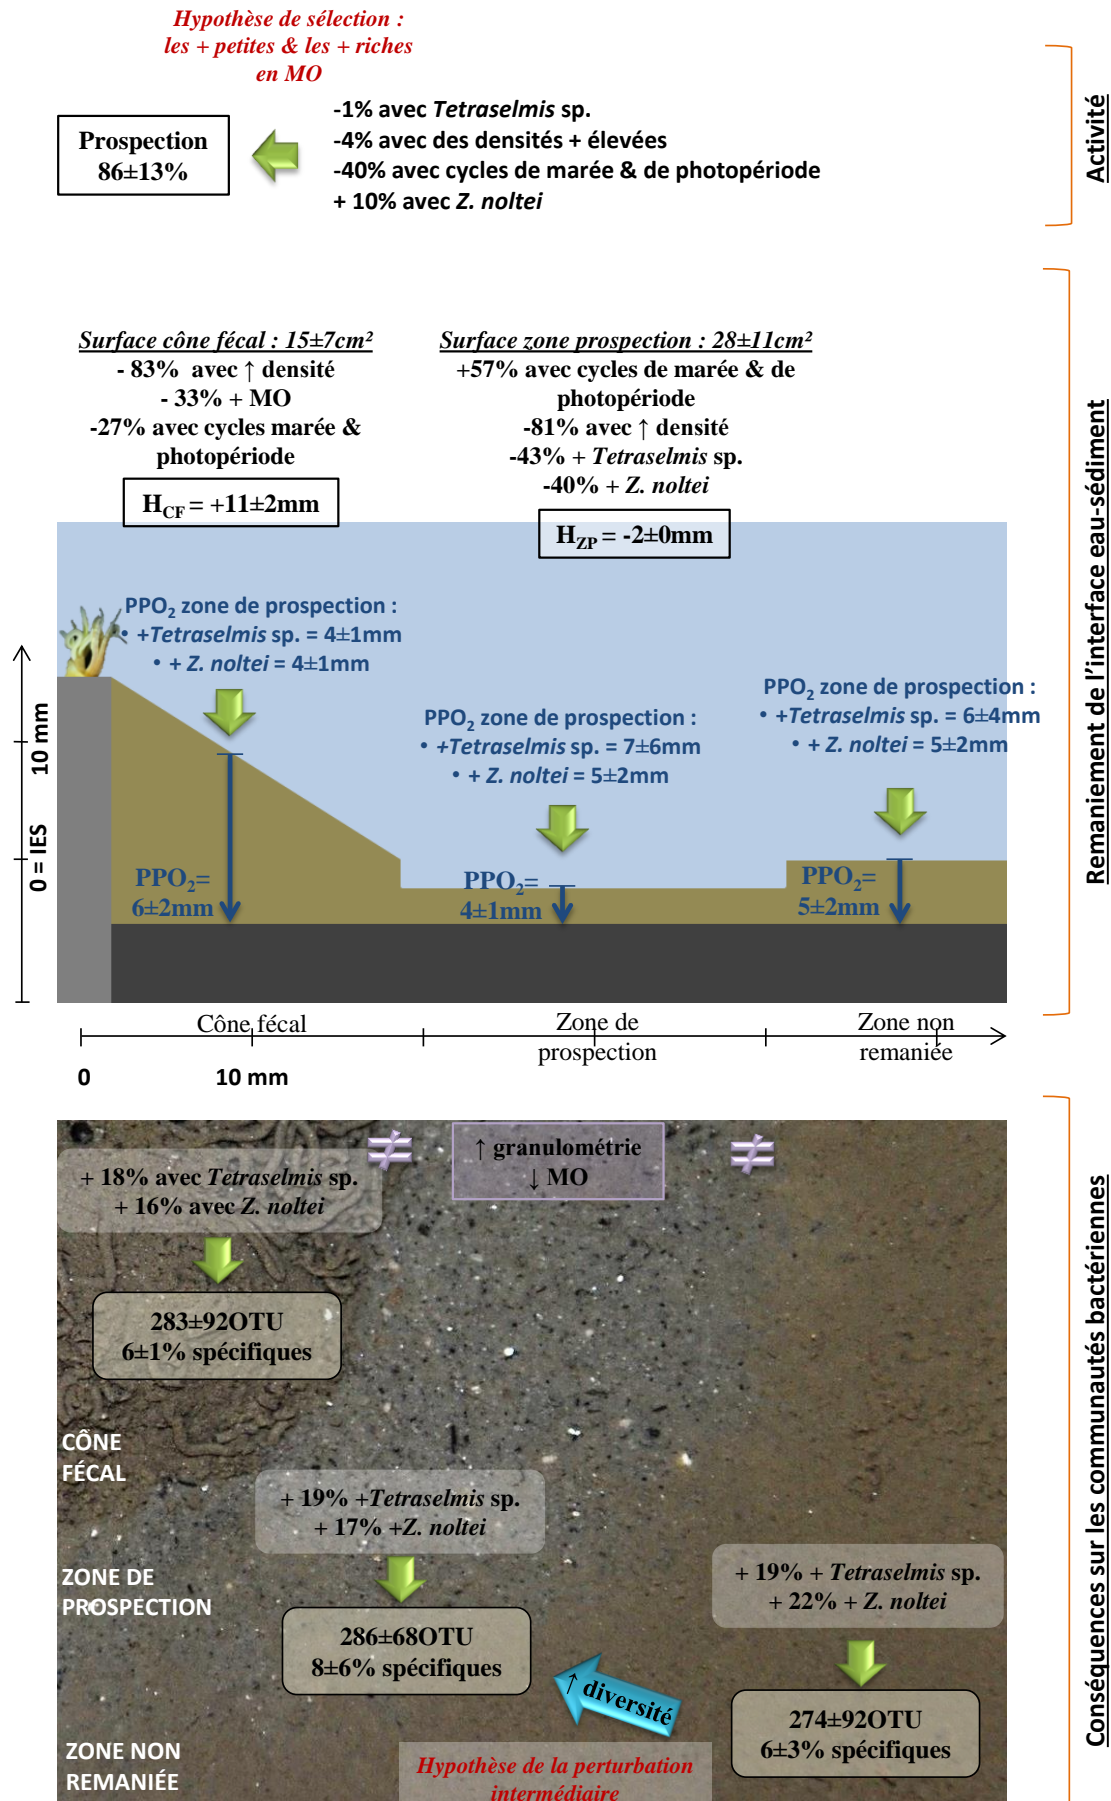 Hypothèse de sélection :
les + petites & les + riches
en MO
Prospection
86±13%
-1% avec Tetraselmis sp.
-4% avec des densités + élevées
-40% avec cycles de marée & de photopériode
+ 10% avec Z. noltei
Activité
Surface cône fécal : 15±7cm²
- 83% avec ↑ densité
- 33% + MO
-27% avec cycles marée &
photopériode
H_CF = +11±2mm
Surface zone prospection : 28±11cm²
+57% avec cycles de marée & de
photopériode
-81% avec ↑ densité
-43% + Tetraselmis sp.
-40% + Z. noltei
H_ZP = -2±0mm
PPO₂ zone de prospection :
• +Tetraselmis sp. = 4±1mm
• + Z. noltei = 4±1mm
PPO₂ zone de prospection :
• +Tetraselmis sp. = 7±6mm
• + Z. noltei = 5±2mm
PPO₂ zone de prospection :
• +Tetraselmis sp. = 6±4mm
• + Z. noltei = 5±2mm
10 mm
0 = IES
PPO₂=
6±2mm
PPO₂=
4±1mm
PPO₂=
5±2mm
Remaniement de l'interface eau-sédiment
Cône fécal
Zone de
prospection
Zone non
remaniée
0
10 mm
≠
↑ granulométrie
↓ MO
≠
+ 18% avec Tetraselmis sp.
+ 16% avec Z. noltei
283±92OTU
6±1% spécifiques
CÔNE
FÉCAL
+ 19% +Tetraselmis sp.
+ 17% +Z. noltei
ZONE DE
PROSPECTION
286±68OTU
8±6% spécifiques
+ 19% + Tetraselmis sp.
+ 22% + Z. noltei
↑ diversité
274±92OTU
6±3% spécifiques
ZONE NON
REMANIÉE
Hypothèse de la perturbation
intermédiaire
Conséquences sur les communautés bactériennes